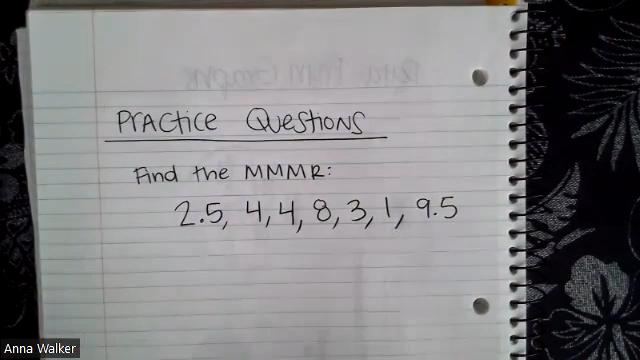 Practice Questions
Find the MMMR:
2.5, 4, 4, 8, 3, 1, 9.5
Anna Walker